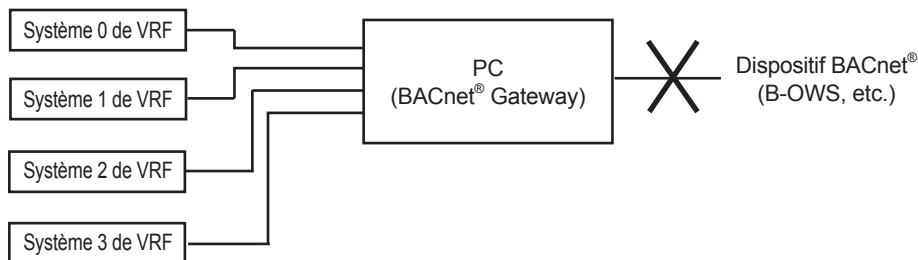 Système 0 de VRF
Système 1 de VRF
Système 2 de VRF
Système 3 de VRF
PC
(BACnet® Gateway)
Dispositif BACnet®
(B-OWS, etc.)